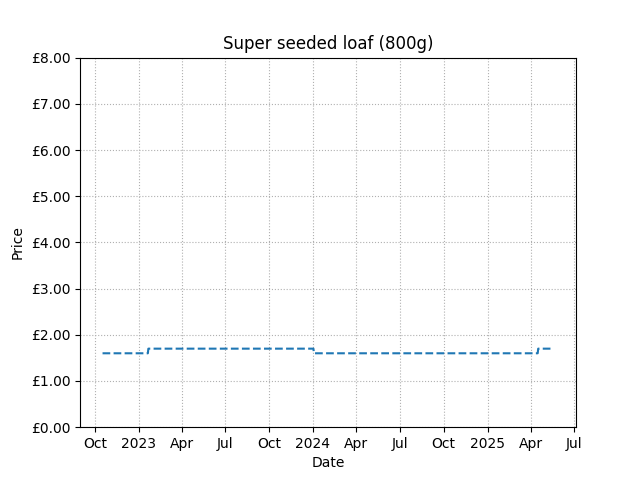 Super seeded loaf (800g)
£8.00
£7.00
£6.00
£5.00
£4.00
£3.00
£2.00
£1.00
£0.00
Price
Oct 2023 Apr Jul Oct 2024 Apr Jul Oct 2025 Apr Jul
Date